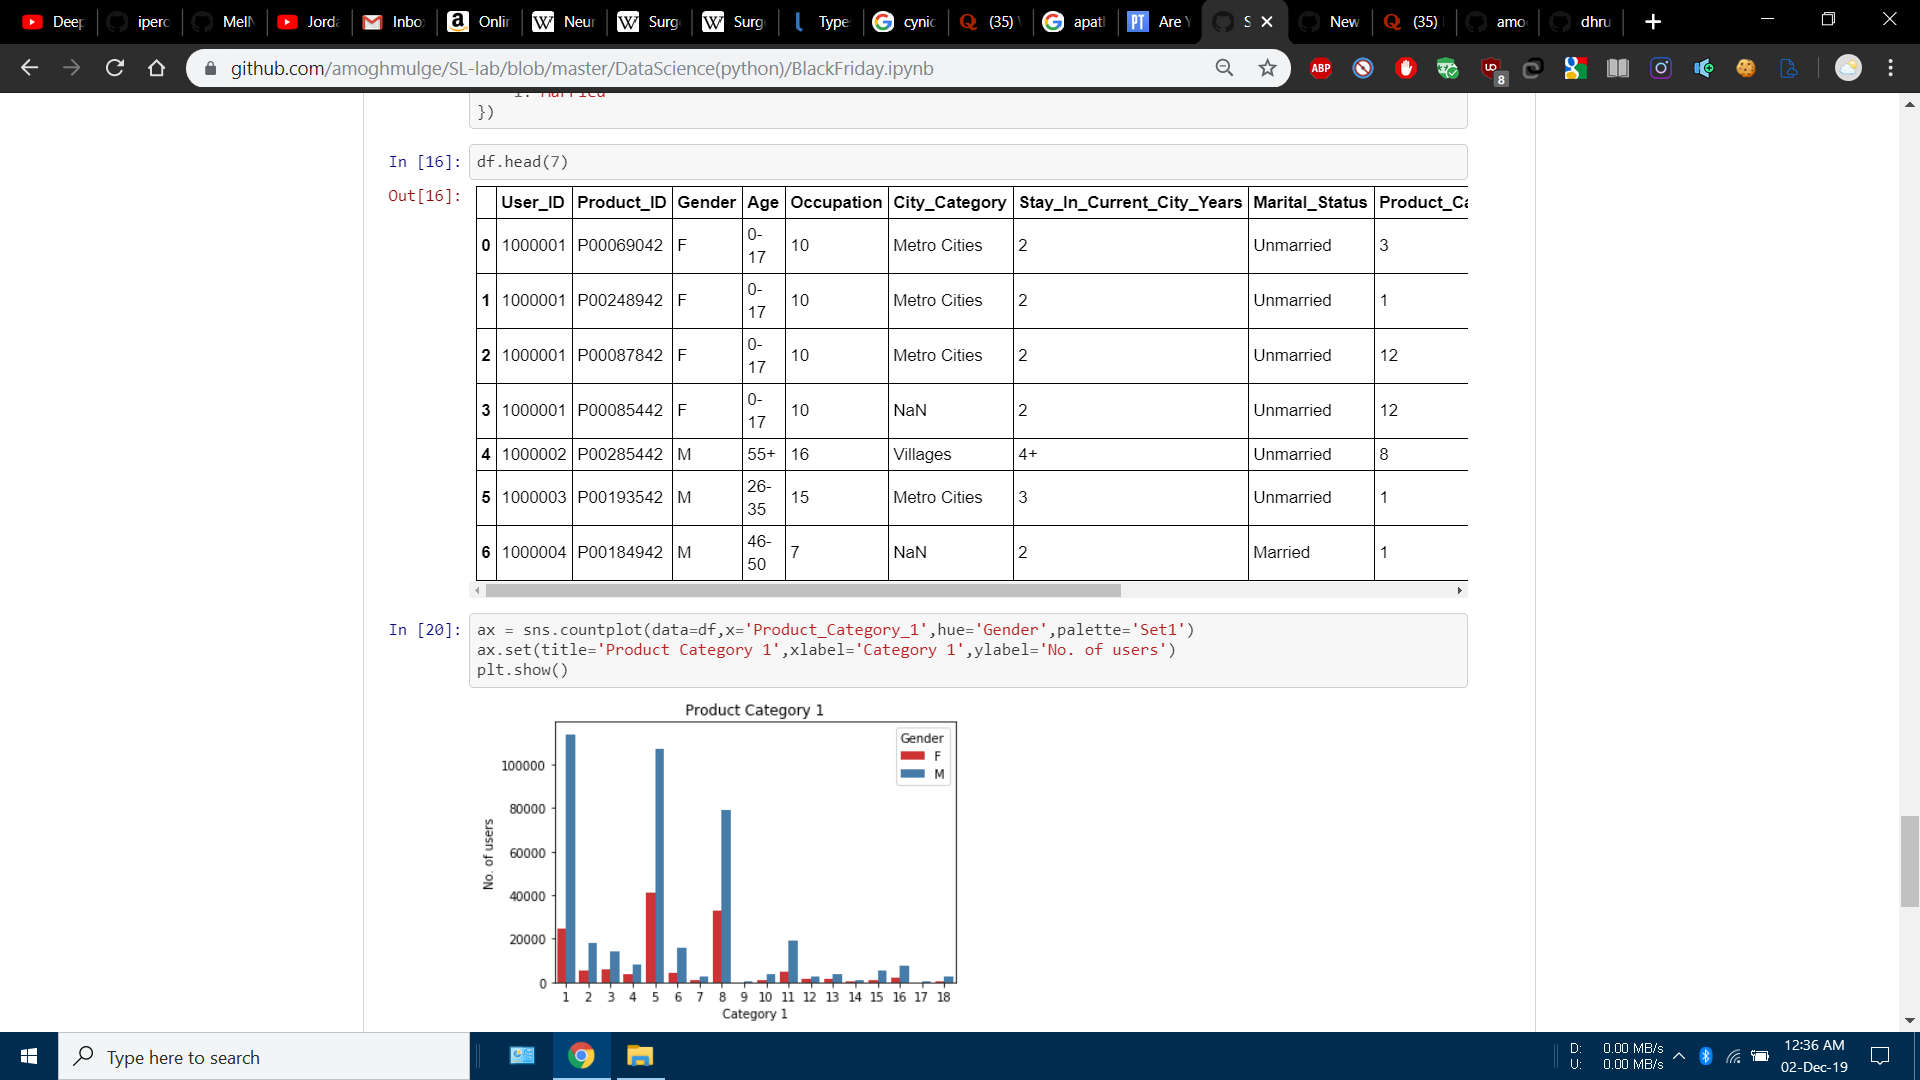 Deep
iperc
MelN
Jorda
Inbo
Onlin
Neur
Surg
Surg
Type
cynic
(35)
apat
Are Y
S
New
(35)
amo
dhru
github.com/amoghmulge/SL-lab/blob/master/DataScience(python)/BlackFriday.ipynb
ABP
8
})
In [16]: df.head(7)
Out[16]:
User_ID Product_ID Gender Age Occupation City_Category Stay_In_Current_City_Years Marital_Status Product_Ca
0 1000001 P00069042 F 0-17 10 Metro Cities 2 Unmarried 3
1 1000001 P00248942 F 0-17 10 Metro Cities 2 Unmarried 1
2 1000001 P00087842 F 0-17 10 Metro Cities 2 Unmarried 12
3 1000001 P00085442 F 0-17 10 NaN 2 Unmarried 12
4 1000002 P00285442 M 55+ 16 Villages 4+ Unmarried 8
5 1000003 P00193542 M 26-35 15 Metro Cities 3 Unmarried 1
6 1000004 P00184942 M 46-50 7 NaN 2 Married 1
In [20]: ax = sns.countplot(data=df,x='Product_Category_1',hue='Gender',palette='Set1')
ax.set(title='Product Category 1',xlabel='Category 1',ylabel='No. of users')
plt.show()
Product Category 1
Gender
F
M
100000
80000
60000
40000
20000
0
No. of users
1 2 3 4 5 6 7 8 9 10 11 12 13 14 15 16 17 18
Category 1
Type here to search
D: 0.00 MB/s
U: 0.00 MB/s
12:36 AM
02-Dec-19